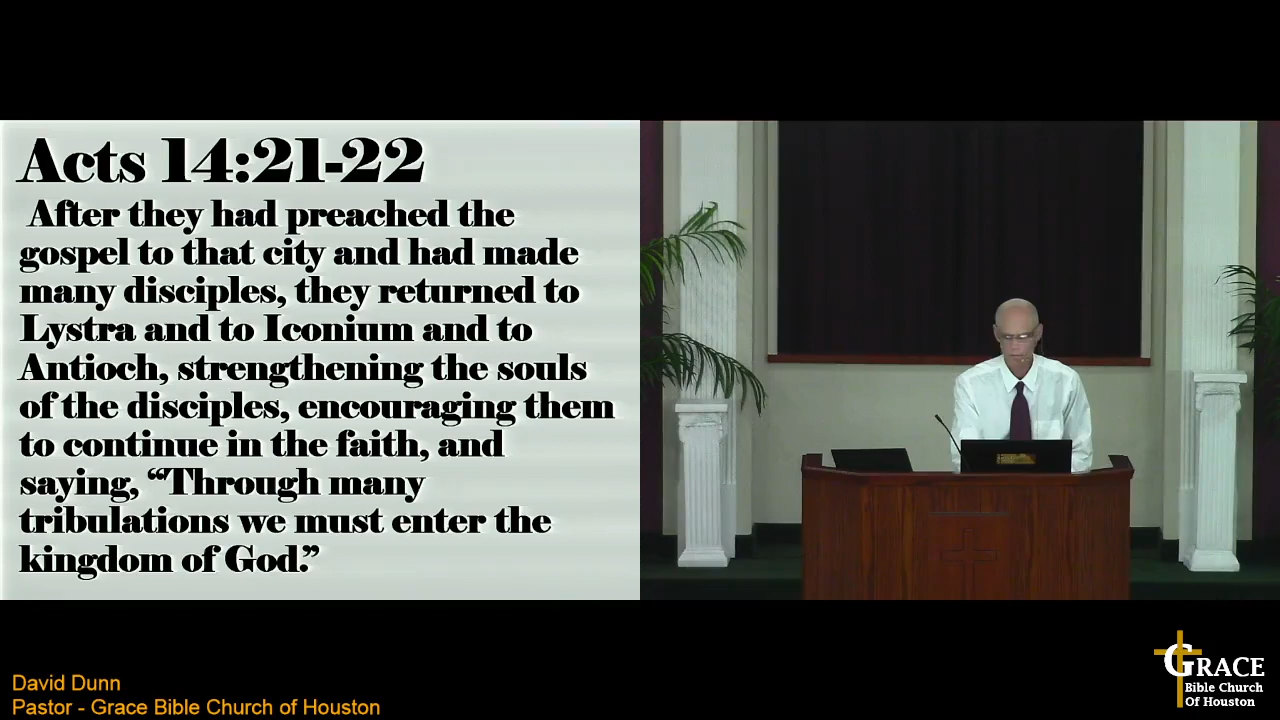 Acts 14:21-22
After they had preached the
gospel to that city and had made
many disciples, they returned to
Lystra and to Iconium and to
Antioch, strengthening the souls
of the disciples, encouraging them
to continue in the faith, and
saying, “Through many
tribulations we must enter the
kingdom of God.”
David Dunn
Pastor - Grace Bible Church of Houston
GRACE
Bible Church
Of Houston